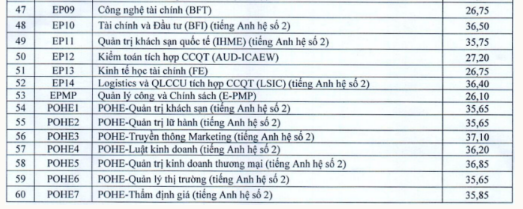 47 EP09 Công nghệ tài chính (BFT) 26,75
48 EP10 Tài chính và Đầu tư (BFI) (tiếng Anh hệ số 2) 36,50
49 EP11 Quản trị khách sạn quốc tế (IHME) (tiếng Anh hệ số 2) 35,75
50 EP12 Kiểm toán tích hợp CCQT (AUD-ICAEW) 27,20
51 EP13 Kinh tế học tài chính (FE) 26,75
52 EP14 Logistics và QLCCU tích hợp CCQT (LSIC) (tiếng Anh hệ số 2) 36,40
53 EPMP Quản lý công và Chính sách (E-PMP) 26,10
54 POHE1 POHE-Quản trị khách sạn (tiếng Anh hệ số 2) 35,65
55 POHE2 POHE-Quản trị lữ hành (tiếng Anh hệ số 2) 35,65
56 POHE3 POHE-Truyền thông Marketing (tiếng Anh hệ số 2) 37,10
57 POHE4 POHE-Luật kinh doanh (tiếng Anh hệ số 2) 36,20
58 POHE5 POHE-Quản trị kinh doanh thương mại (tiếng Anh hệ số 2) 36,85
59 POHE6 POHE-Quản lý thị trường (tiếng Anh hệ số 2) 35,65
60 POHE7 POHE-Thẩm định giá (tiếng Anh hệ số 2) 35,85